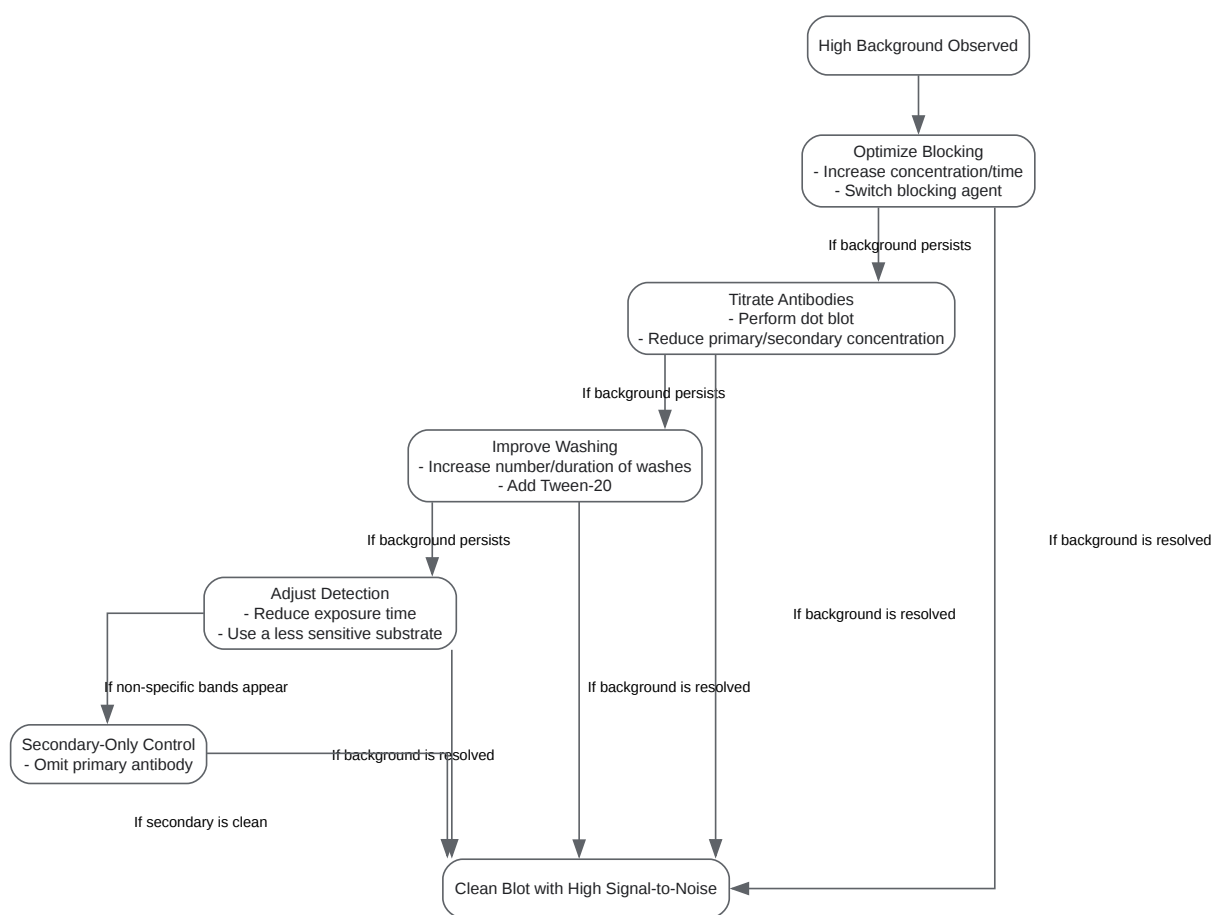 High Background Observed
Optimize Blocking
- Increase concentration/time
- Switch blocking agent
If background persists
Titrate Antibodies
- Perform dot blot
- Reduce primary/secondary concentration
If background persists
Improve Washing
- Increase number/duration of washes
- Add Tween-20
If background persists
If background is resolved
Adjust Detection
- Reduce exposure time
- Use a less sensitive substrate
If background is resolved
If non-specific bands appear
If background is resolved
Secondary-Only Control
- Omit primary antibody
If background is resolved
If secondary is clean
Clean Blot with High Signal-to-Noise